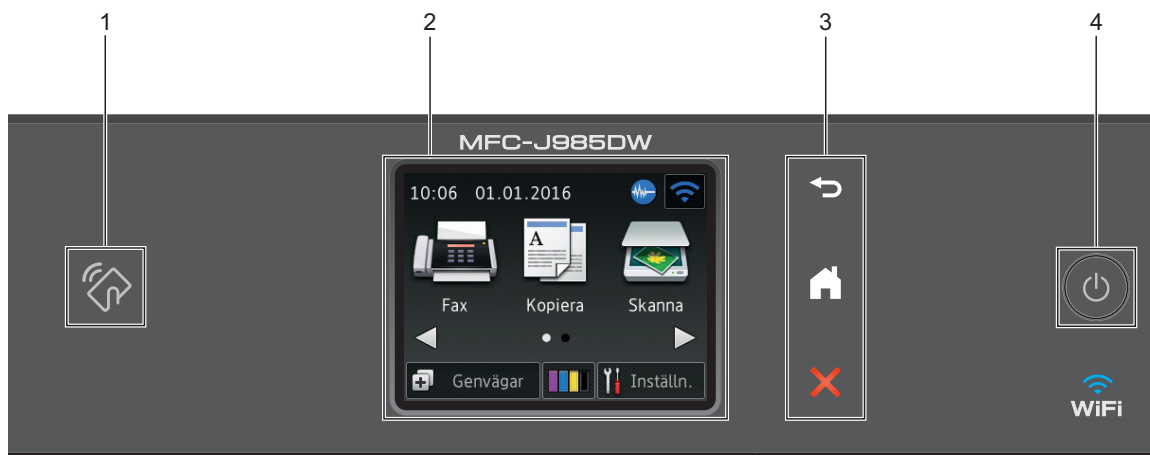 1 2 3 4
MFC-J985DW
10:06 01.01.2016
A
Fax Kopiera Skanna
Genvägar Inställn.
WiFi